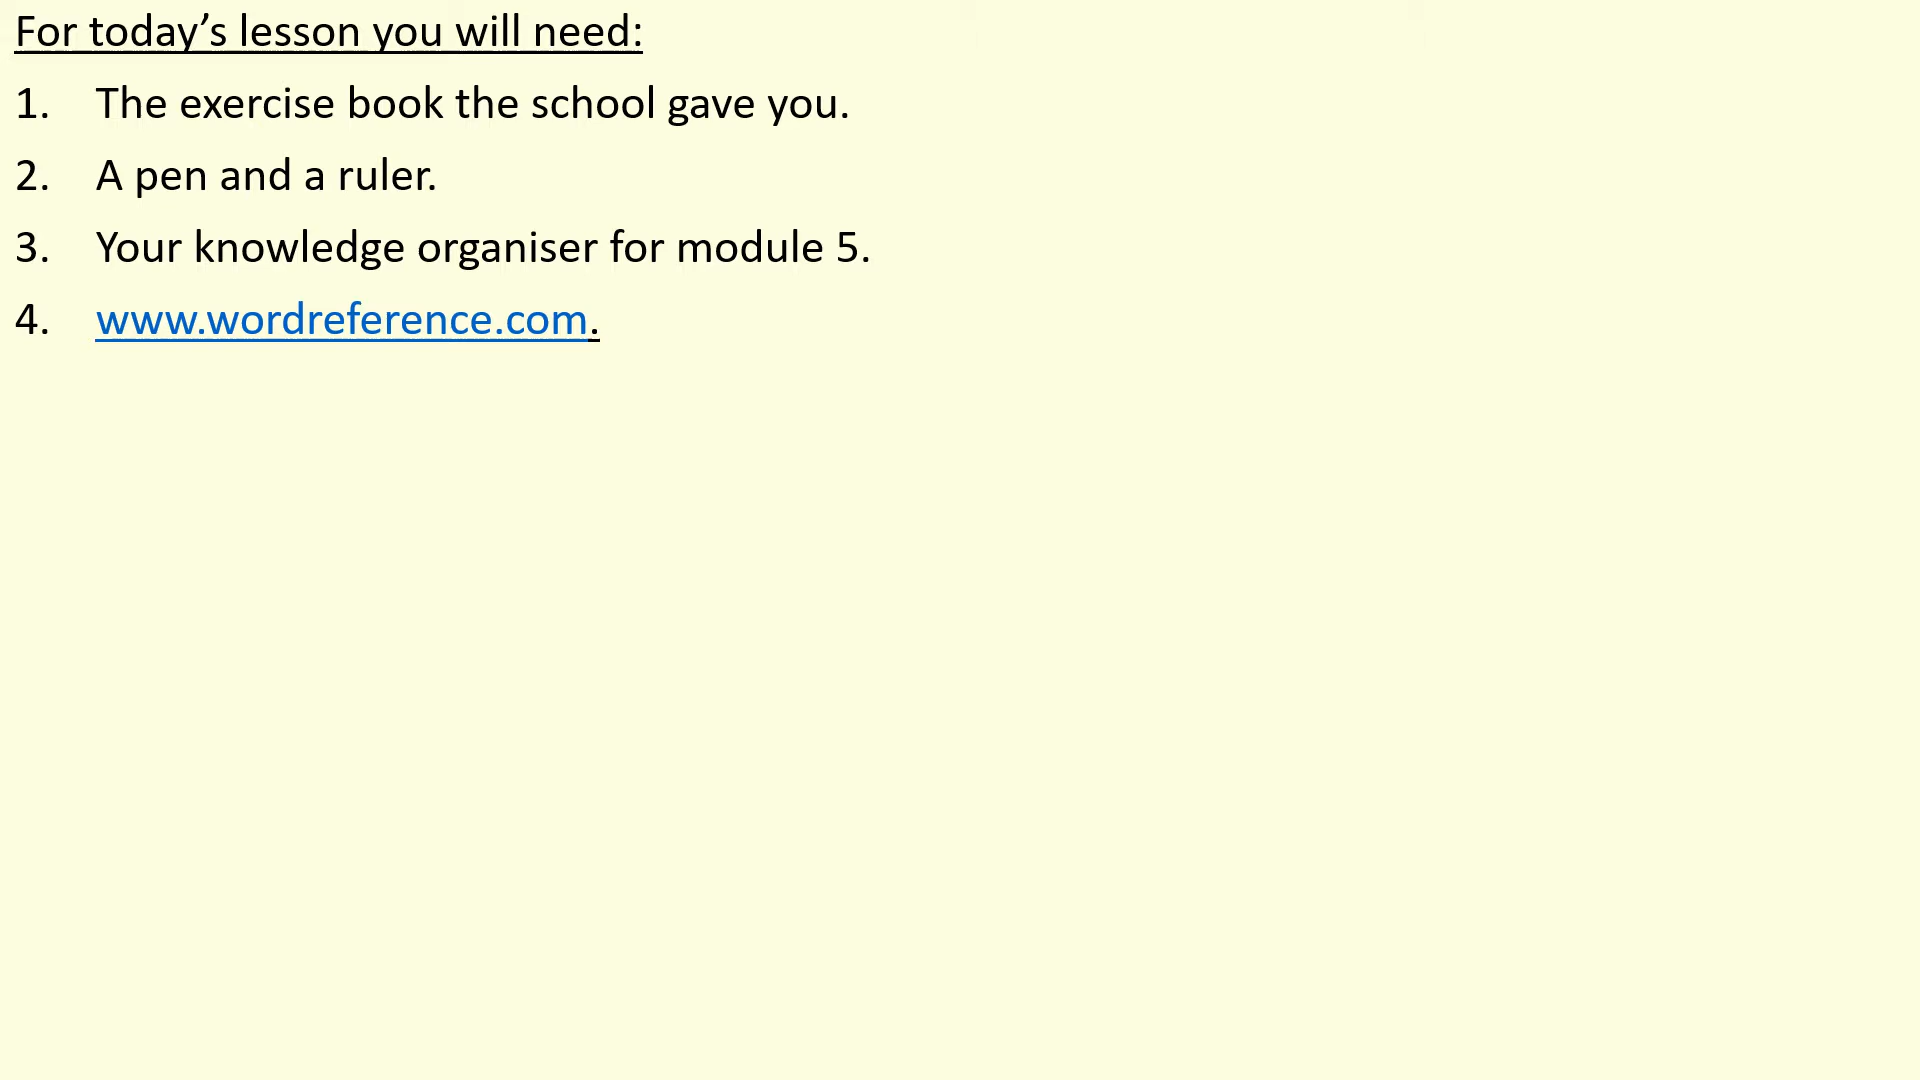 For today’s lesson you will need:
1. The exercise book the school gave you.
2. A pen and a ruler.
3. Your knowledge organiser for module 5.
4. www.wordreference.com.